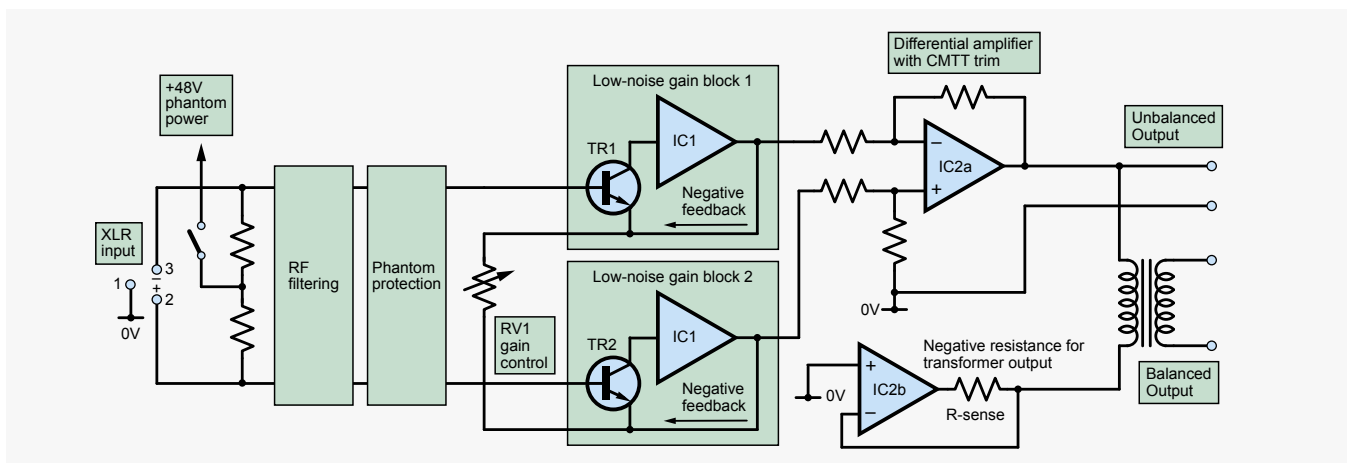 +48V
phantom
power
XLR
input
1
3
–
+
2
0V
RF
filtering
Phantom
protection
Low-noise gain block 1
TR1
IC1
Negative
feedback
RV1
gain
control
Low-noise gain block 2
TR2
IC1
Negative
feedback
Differential amplifier
with CMTT trim
–
+
IC2a
0V
Unbalanced
Output
Negative resistance for
transformer output
+
–
0V
IC2b
R-sense
Balanced
Output